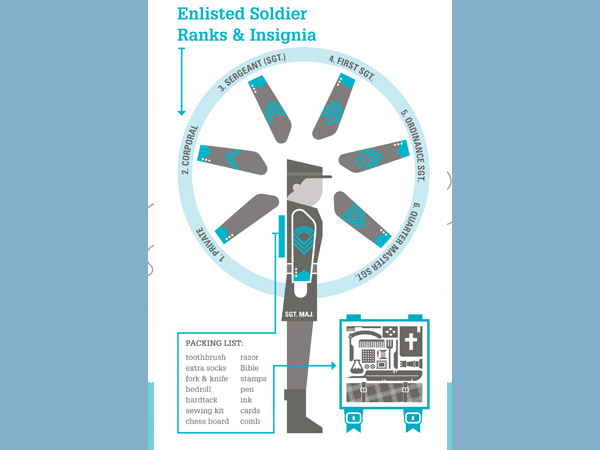 Enlisted Soldier
Ranks & Insignia
1. PRIVATE
2. CORPORAL
3. SERGEANT (SGT.)
4. FIRST SGT.
5. ORDINANCE SGT.
6. QUARTER MASTER SGT.
SGT. MAJ.
PACKING LIST:
toothbrush razor
extra socks Bible
fork & knife stamps
bedroll pen
hardtack ink
sewing kit cards
chess board comb